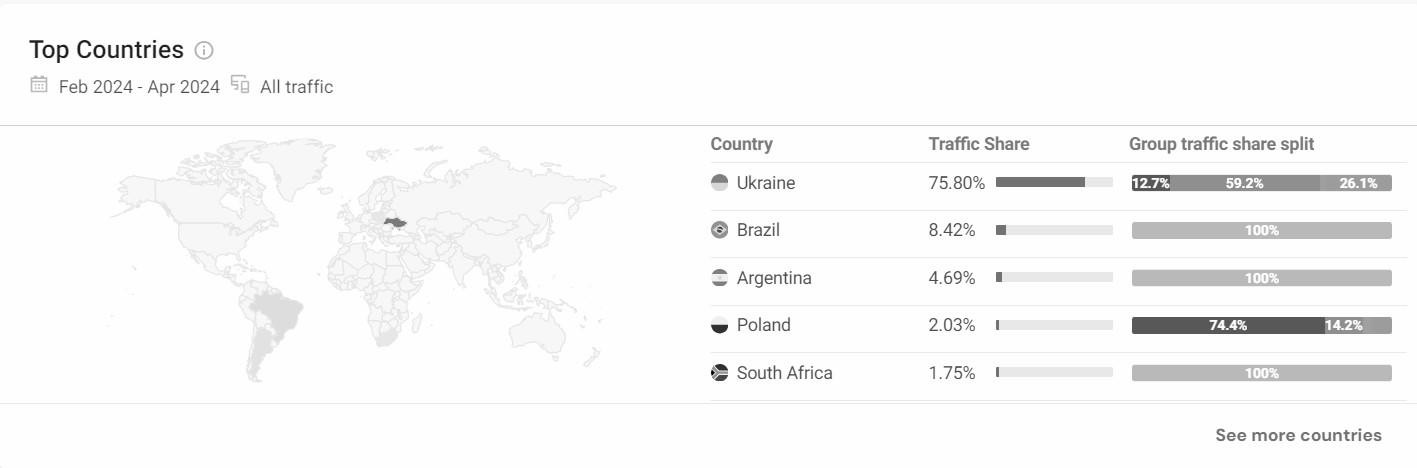 Top Countries
Feb 2024 - Apr 2024 All traffic
Country Traffic Share Group traffic share split
Ukraine 75.80% 12.7% 59.2% 26.1%
Brazil 8.42% 100%
Argentina 4.69% 100%
Poland 2.03% 74.4% 14.2%
South Africa 1.75% 100%
See more countries